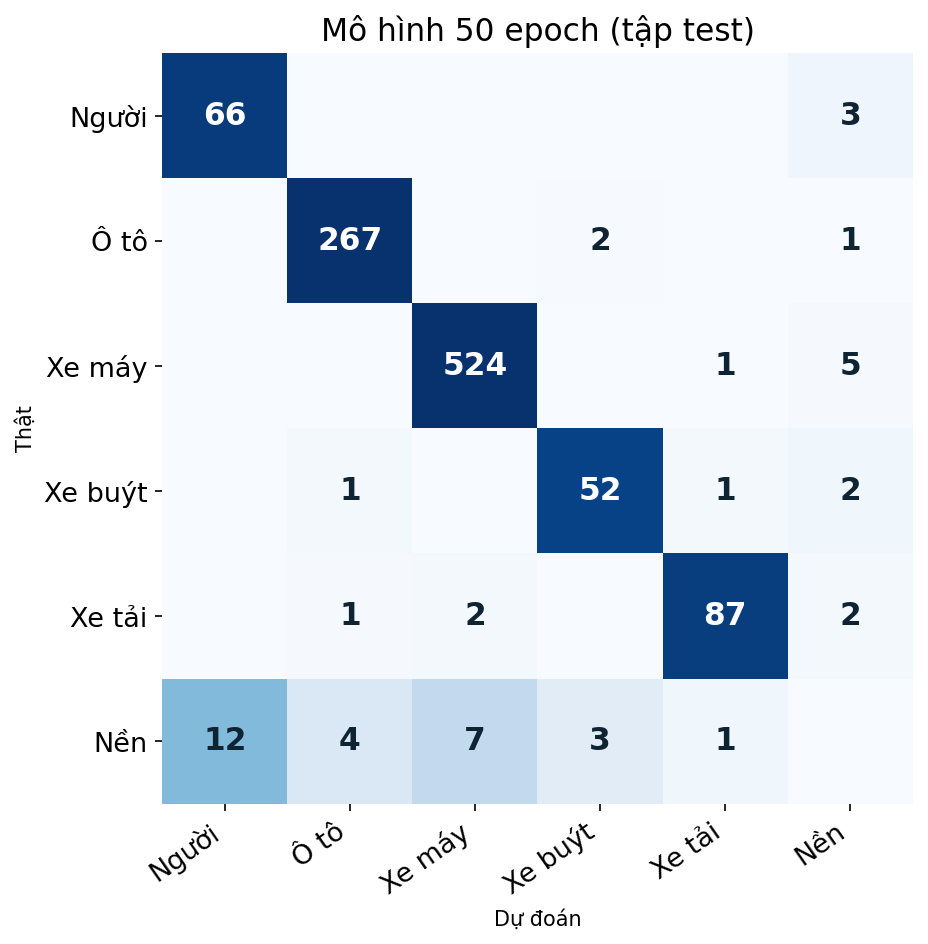 Mô hình 50 epoch (tập test)
Người 66 3
Ô tô 267 2 1
Xe máy 524 1 5
Xe buýt 1 52 1 2
Xe tải 1 2 87 2
Nền 12 4 7 3 1
Thật
Người Ô tô Xe máy Xe buýt Xe tải Nền
Dự đoán